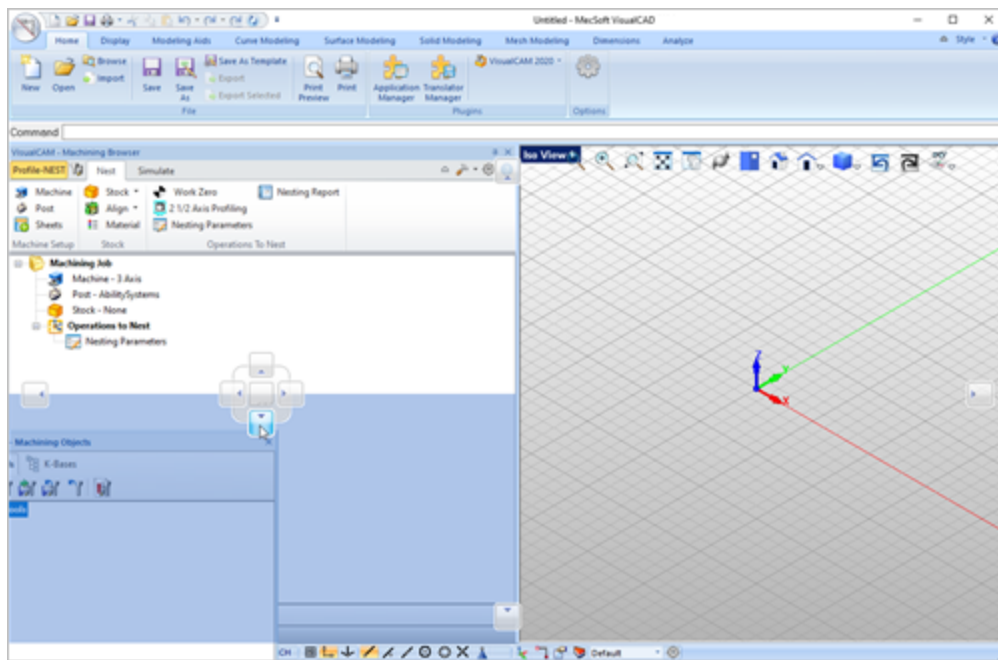 Untitled - MecSoft VisualCAD
Home Display Modeling Aids Curve Modeling Surface Modeling Solid Modeling Mesh Modeling Dimensions Analyze Style
New Open Browse Import Save Save As Save As Template Export Export Selected Print Preview Print Application Manager Translator Manager VisualCAM 2020
File Plugins Options
Command
VisualCAM - Machining Browser
Profile-NEST Nest Simulate
Machine Stock Work Zero Nesting Report
Post Align 2 1/2 Axis Profiling
Sheets Material Nesting Parameters
Machine Setup Stock Operations To Nest
Machining Job
Machine - 3 Axis
Post - AbilitySystems
Stock - None
Operations to Nest
Nesting Parameters
- Machining Objects
K-Bases
Iso View
Z
Y
X
Default